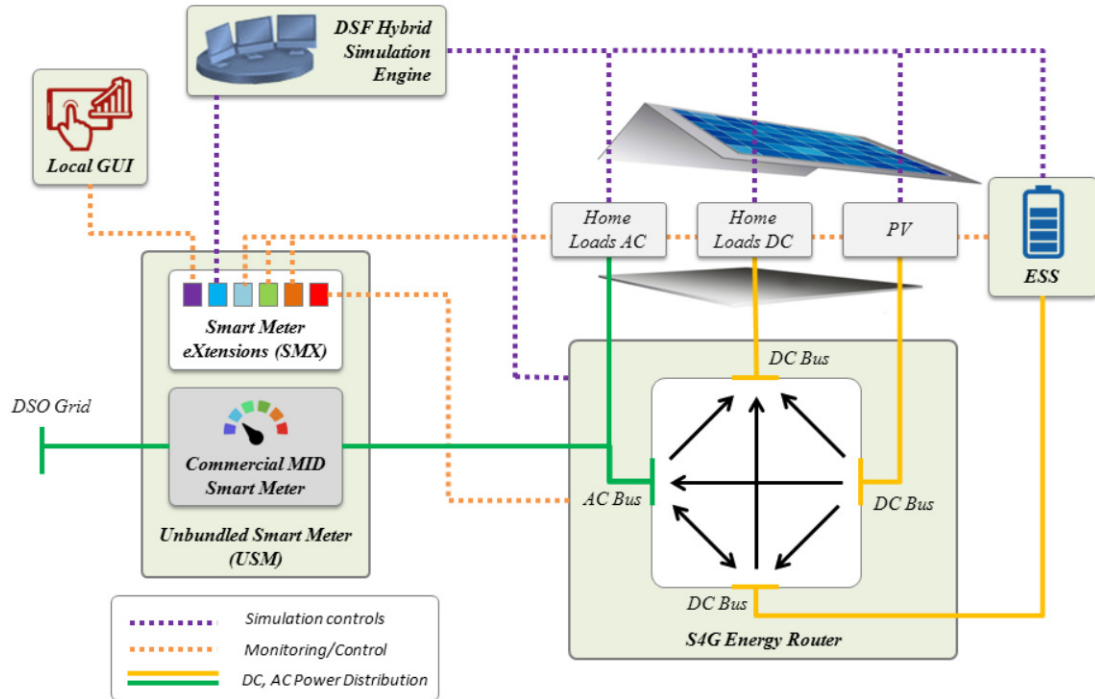 DSF Hybrid
Simulation
Engine
Local GUI
Home
Loads AC
Home
Loads DC
PV
ESS
Smart Meter
eXtensions (SMX)
DC Bus
DSO Grid
Commercial MID
Smart Meter
AC Bus
DC Bus
Unbundled Smart Meter
(USM)
DC Bus
S4G Energy Router
Simulation controls
Monitoring/Control
DC, AC Power Distribution